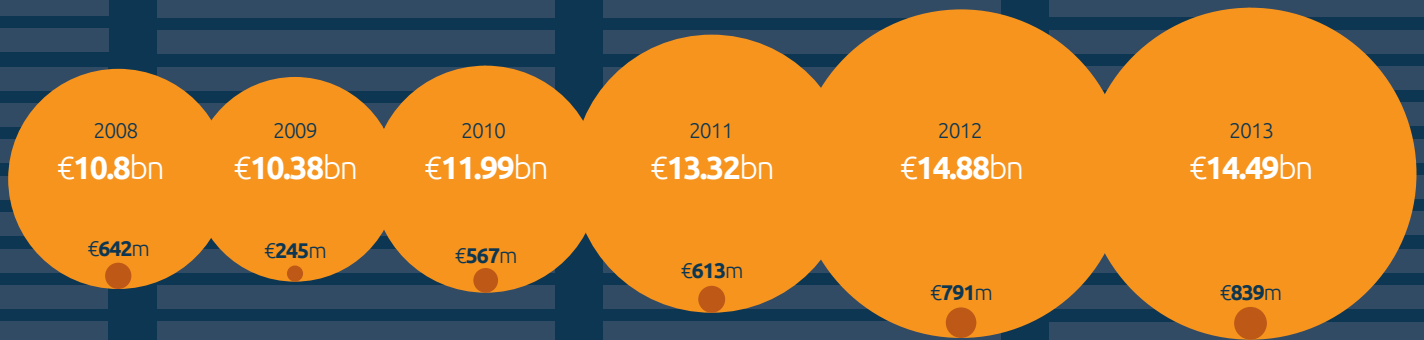 2008
€10.8bn
€642m
2009
€10.38bn
€245m
2010
€11.99bn
€567m
2011
€13.32bn
€613m
2012
€14.88bn
€791m
2013
€14.49bn
€839m